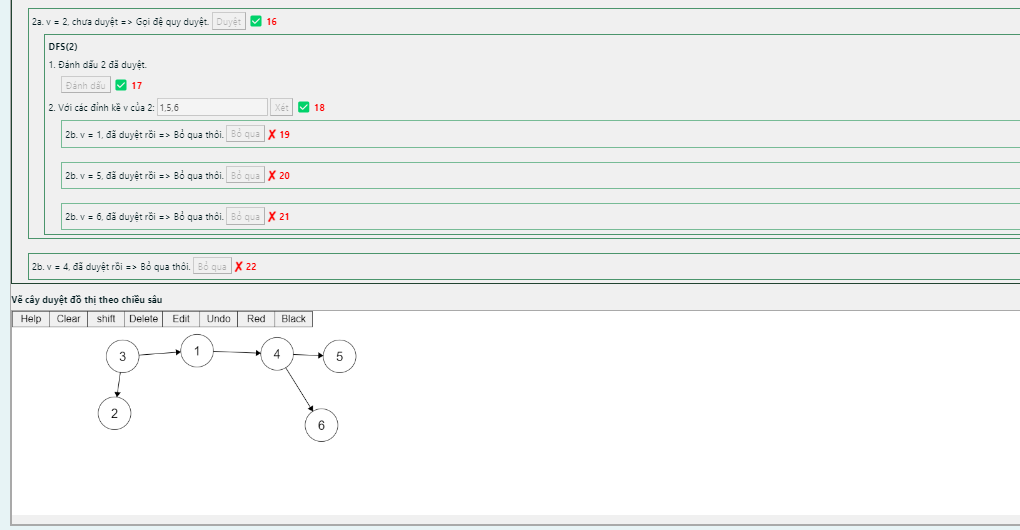 2a. v = 2, chưa duyệt => Gọi đệ quy duyệt. Duyệt ✅ 16
DFS(2)
1. Đánh dấu 2 đã duyệt.
Đánh dấu ✅ 17
2. Với các đỉnh kề v của 2: 1,5,6 Xét ✅ 18
2b. v = 1, đã duyệt rồi => Bỏ qua thôi. Bỏ qua ✗ 19
2b. v = 5, đã duyệt rồi => Bỏ qua thôi. Bỏ qua ✗ 20
2b. v = 6, đã duyệt rồi => Bỏ qua thôi. Bỏ qua ✗ 21
2b. v = 4, đã duyệt rồi => Bỏ qua thôi. Bỏ qua ✗ 22
Vẽ cây duyệt đồ thị theo chiều sâu
Help Clear shift Delete Edit Undo Red Black
3 1 4 5
2 6